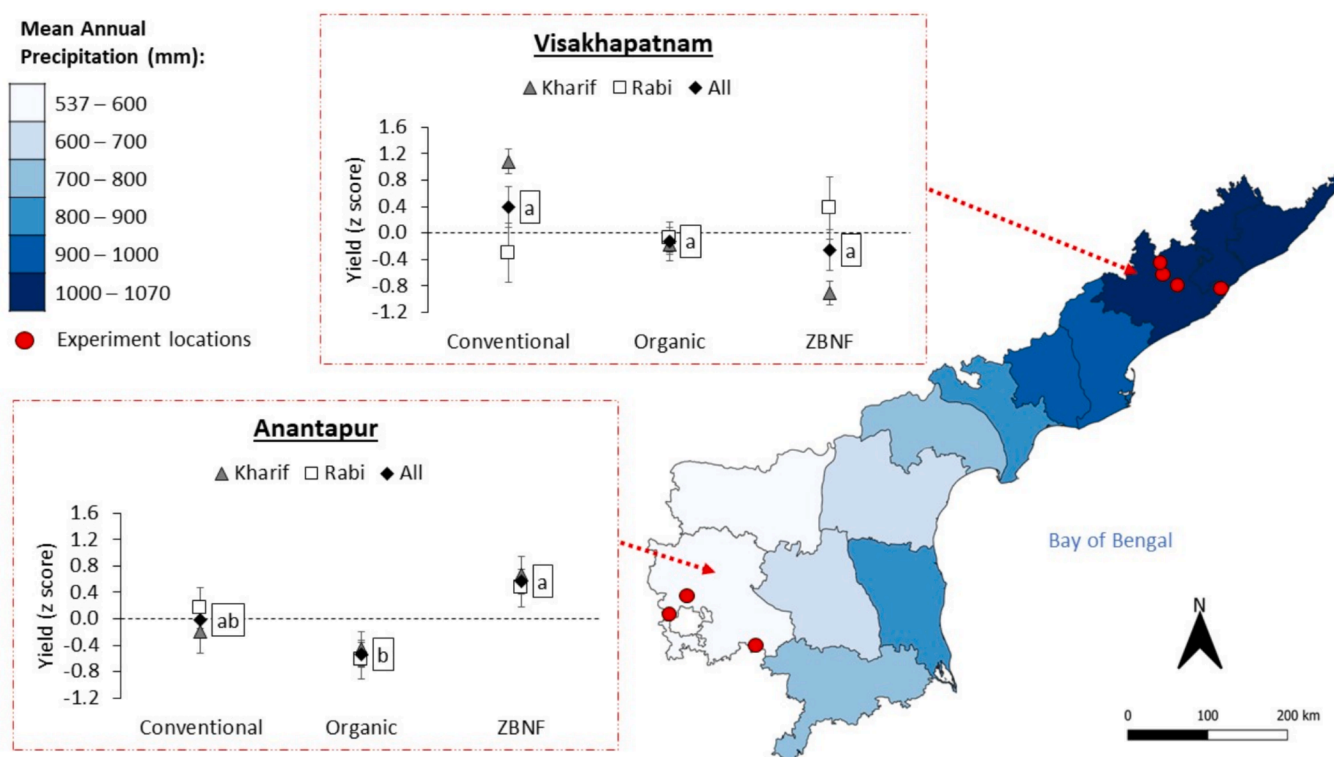 Mean Annual
Precipitation (mm):
537 – 600
600 – 700
700 – 800
800 – 900
900 – 1000
1000 – 1070
Experiment locations
Visakhapatnam
Kharif Rabi All
Yield (z score)
1.6
1.2
0.8
0.4
0.0
-0.4
-0.8
-1.2
a
a
a
Conventional Organic ZBNF
Anantapur
Kharif Rabi All
Yield (z score)
1.6
1.2
0.8
0.4
0.0
-0.4
-0.8
-1.2
ab
b
a
Conventional Organic ZBNF
Bay of Bengal
N
0 100 200 km